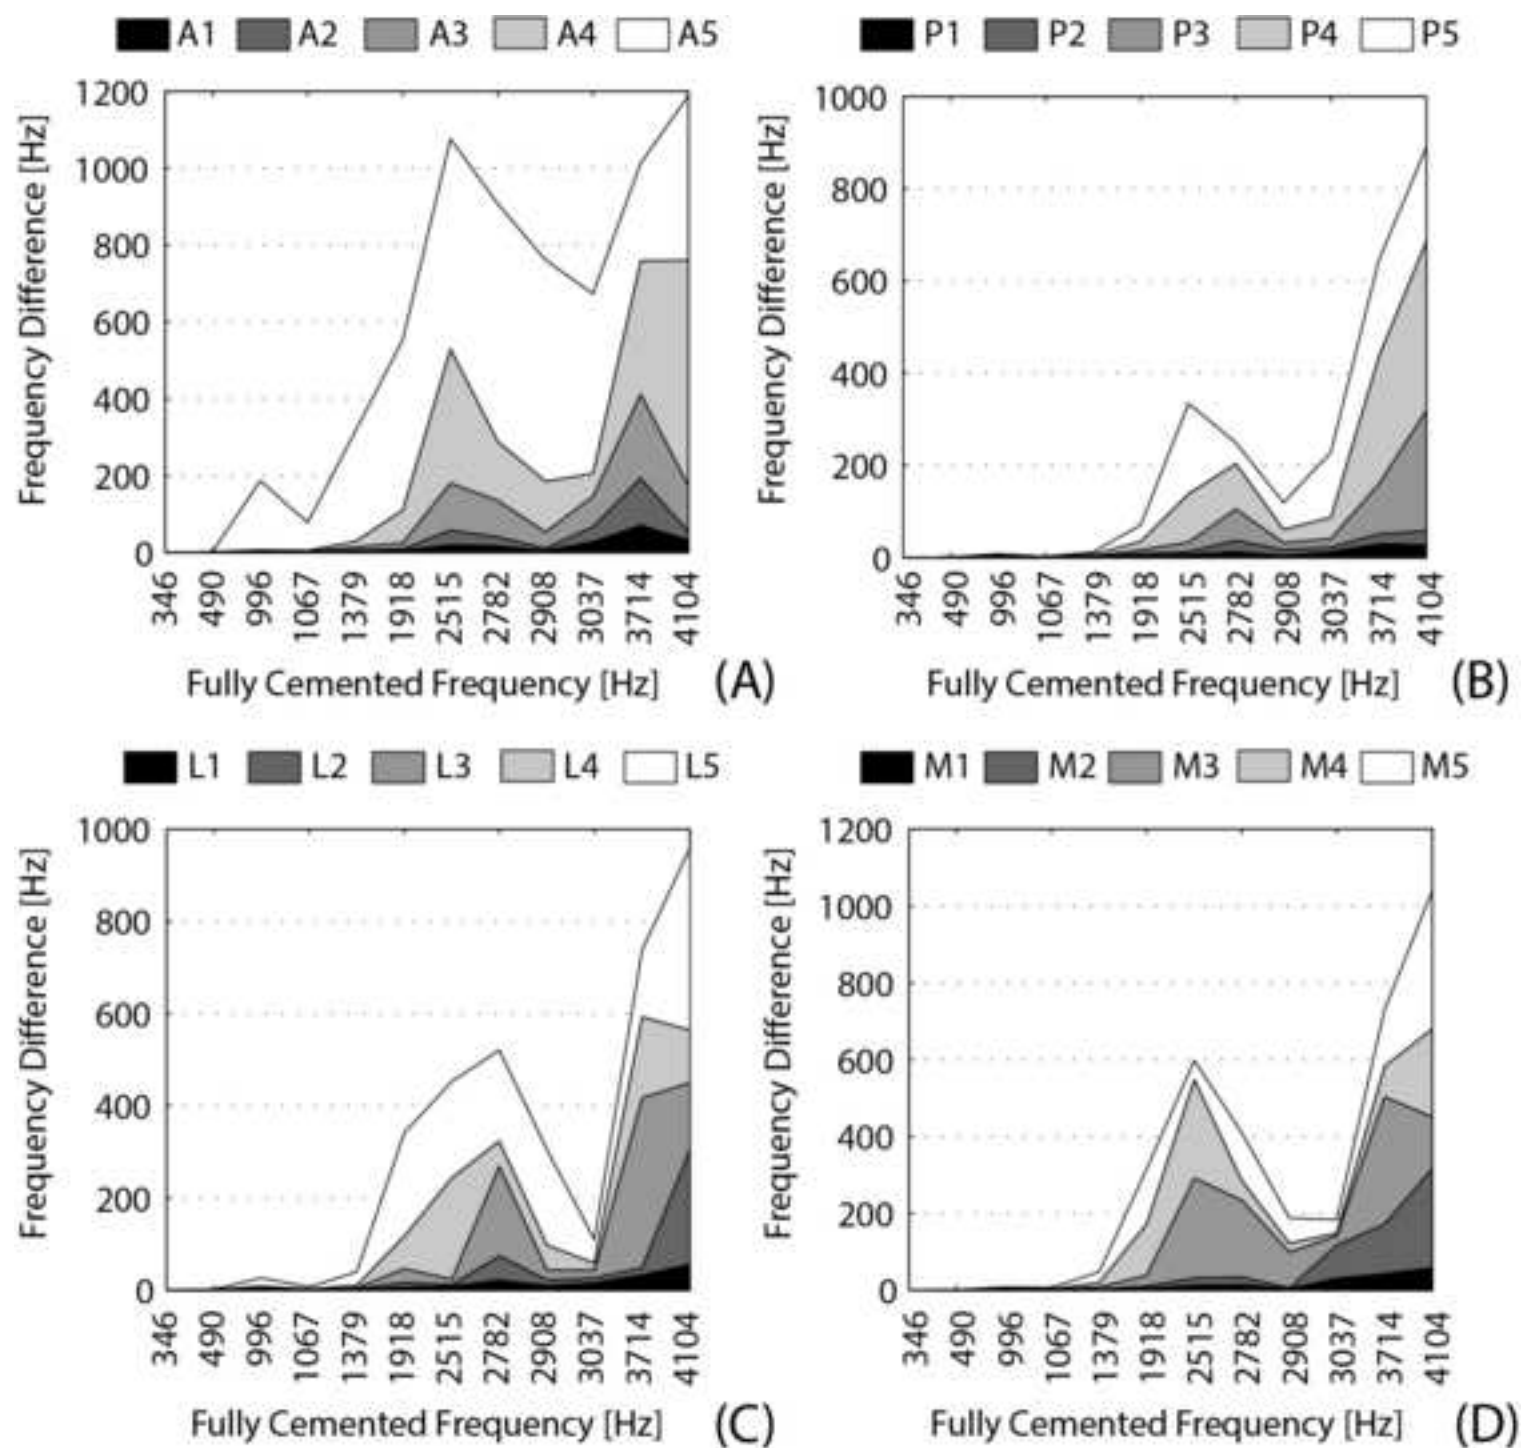 A1 A2 A3 A4 A5
Frequency Difference [Hz]
1200
1000
800
600
400
200
0
346 490 996 1067 1379 1918 2515 2782 2908 3037 3714 4104
Fully Cemented Frequency [Hz]
(A)
P1 P2 P3 P4 P5
Frequency Difference [Hz]
1000
800
600
400
200
0
346 490 996 1067 1379 1918 2515 2782 2908 3037 3714 4104
Fully Cemented Frequency [Hz]
(B)
L1 L2 L3 L4 L5
Frequency Difference [Hz]
1000
800
600
400
200
0
346 490 996 1067 1379 1918 2515 2782 2908 3037 3714 4104
Fully Cemented Frequency [Hz]
(C)
M1 M2 M3 M4 M5
Frequency Difference [Hz]
1200
1000
800
600
400
200
0
346 490 996 1067 1379 1918 2515 2782 2908 3037 3714 4104
Fully Cemented Frequency [Hz]
(D)